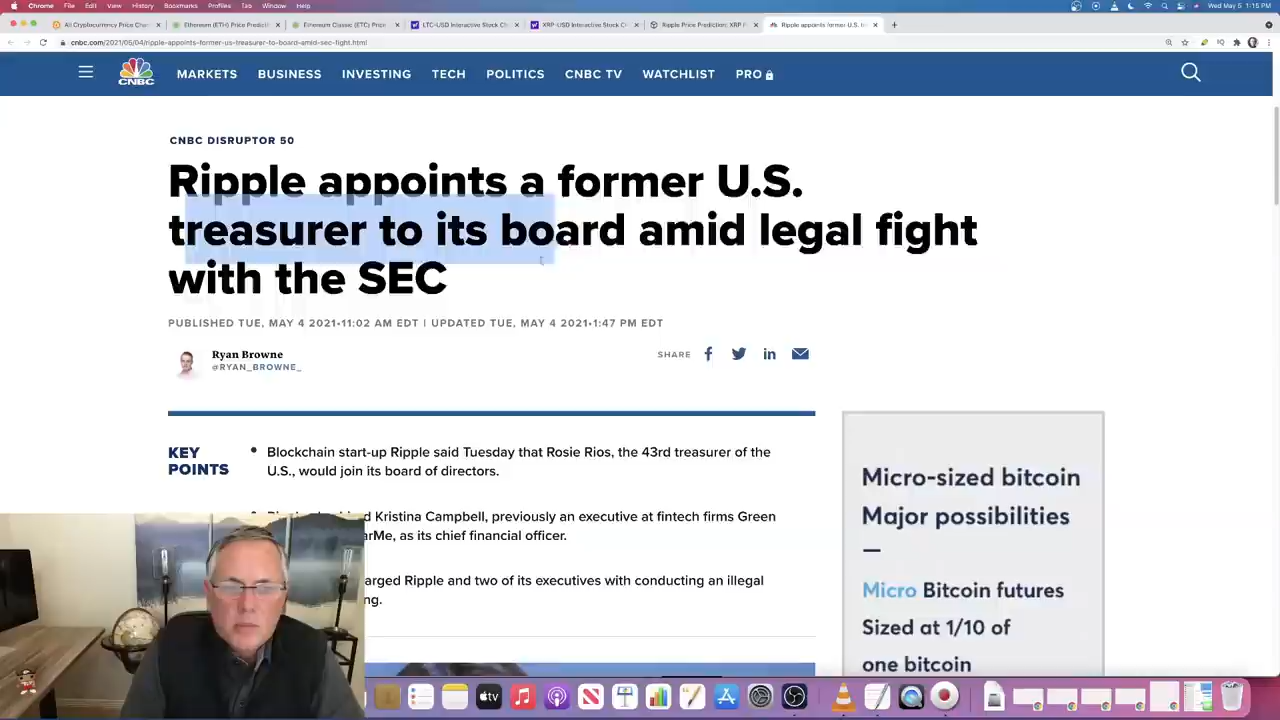 Chrome File Edit View History Bookmarks Profiles Tab Window Help
Wed May 5 1:15 PM
Ethereum (ETH) Price Predicti
Ethereum Classic (ETC) Price
LTC-USD Interactive Stock C
XRP-USD Interactive Stock C
Ripple Price Prediction: XRP F
Ripple appoints former U.S. t
cnbc.com/2021/05/04/ripple-appoints-former-us-treasurer-to-board-amid-sec-fight.html
CNBC
MARKETS BUSINESS INVESTING TECH POLITICS CNBC TV WATCHLIST PRO
CNBC DISRUPTOR 50
Ripple appoints a former U.S.
treasurer to its board amid legal fight
with the SEC
PUBLISHED TUE, MAY 4 2021•11:02 AM EDT | UPDATED TUE, MAY 4 2021•1:47 PM EDT
Ryan Browne
@RYAN_BROWNE_
SHARE
KEY
POINTS
Blockchain start-up Ripple said Tuesday that Rosie Rios, the 43rd treasurer of the
U.S., would join its board of directors.
d Kristina Campbell, previously an executive at fintech firms Green
arMe, as its chief financial officer.
arged Ripple and two of its executives with conducting an illegal
ng.
Micro-sized bitcoin
Major possibilities
—
Micro Bitcoin futures
Sized at 1/10 of
one bitcoin